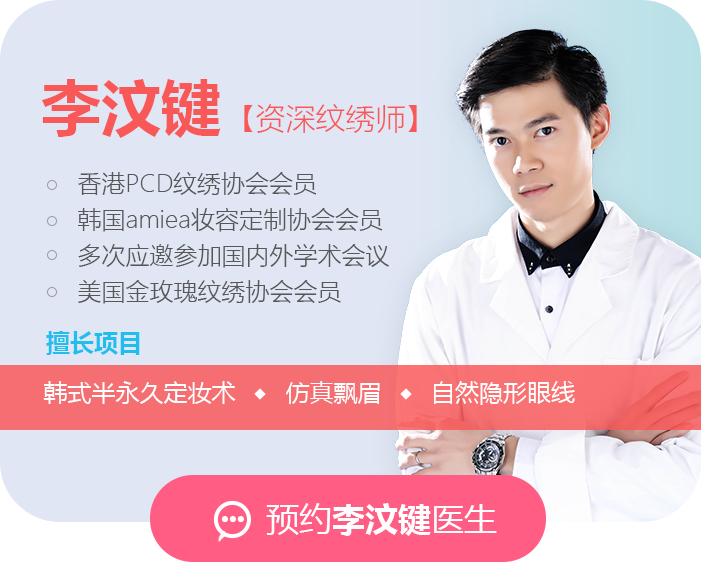 李汶键【资深纹绣师】
香港PCD纹绣协会会员
韩国amiea妆容定制协会会员
多次应邀参加国内外学术会议
美国金玫瑰纹绣协会会员
擅长项目
韩式半永久定妆术 ◆ 仿真飘眉 ◆ 自然隐形眼线
预约李汶键医生